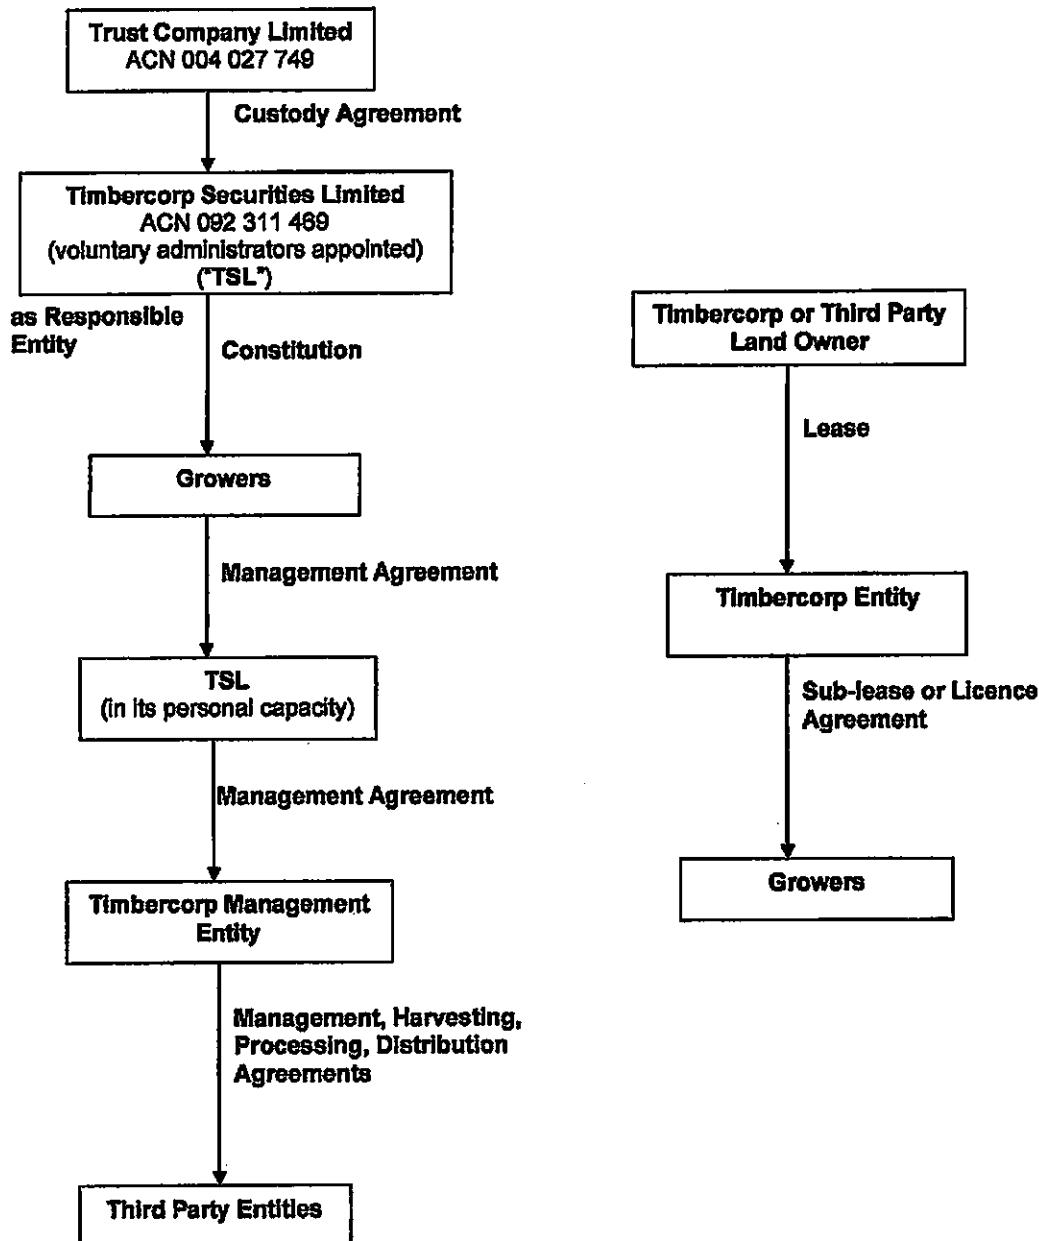 Trust Company Limited
ACN 004 027 749
Custody Agreement
Timbercorp Securities Limited
ACN 092 311 469
(voluntary administrators appointed)
("TSL")
as Responsible
Entity
Constitution
Growers
Management Agreement
TSL
(in its personal capacity)
Management Agreement
Timbercorp Management
Entity
Management, Harvesting,
Processing, Distribution
Agreements
Third Party Entities
Timbercorp or Third Party
Land Owner
Lease
Timbercorp Entity
Sub-lease or Licence
Agreement
Growers